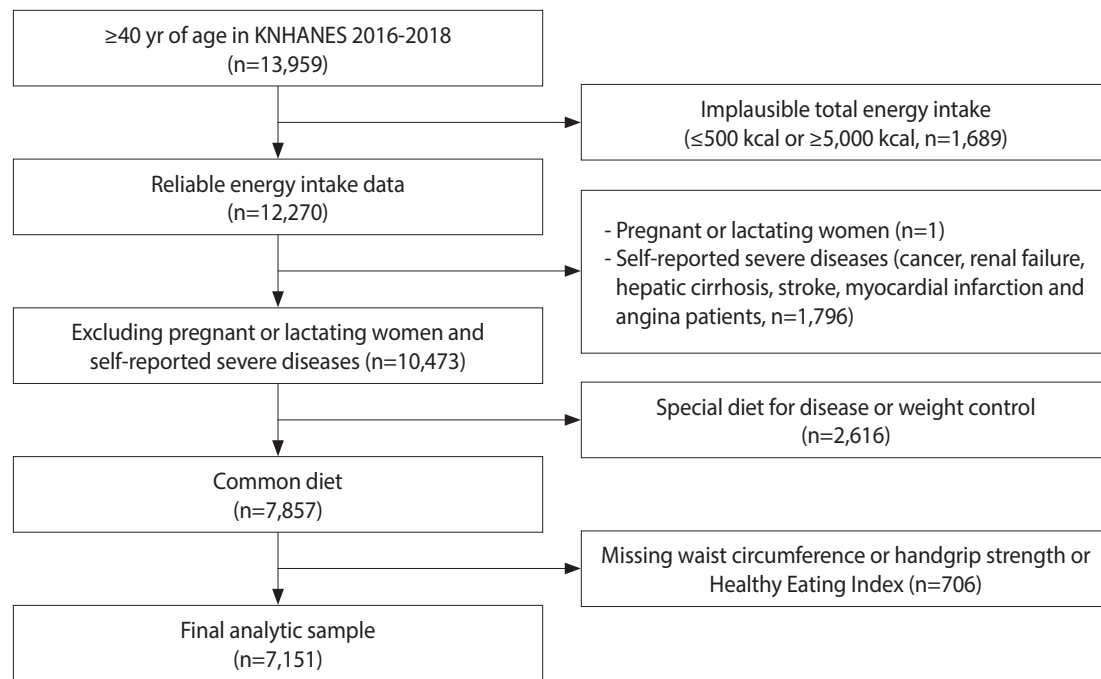 ≥40 yr of age in KNHANES 2016-2018
(n=13,959)
Implausible total energy intake
(≤500 kcal or ≥5,000 kcal, n=1,689)
Reliable energy intake data
(n=12,270)
- Pregnant or lactating women (n=1)
- Self-reported severe diseases (cancer, renal failure,
hepatic cirrhosis, stroke, myocardial infarction and
angina patients, n=1,796)
Excluding pregnant or lactating women and
self-reported severe diseases (n=10,473)
Special diet for disease or weight control
(n=2,616)
Common diet
(n=7,857)
Missing waist circumference or handgrip strength or
Healthy Eating Index (n=706)
Final analytic sample
(n=7,151)